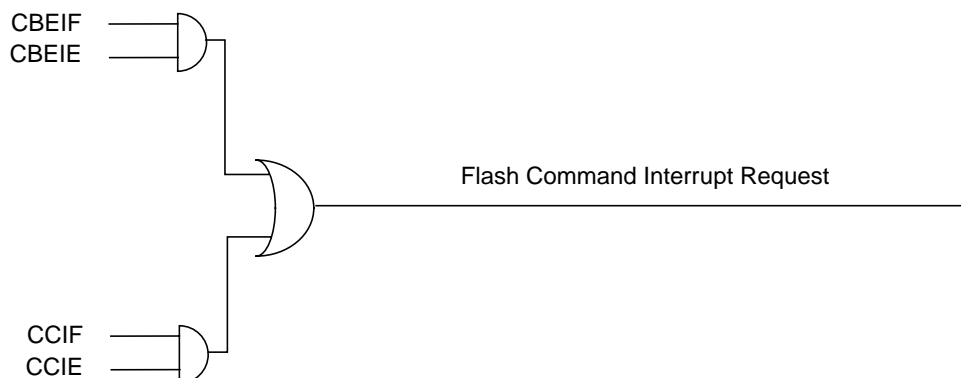 CBEIF
CBEIE
Flash Command Interrupt Request
CCIF
CCIE